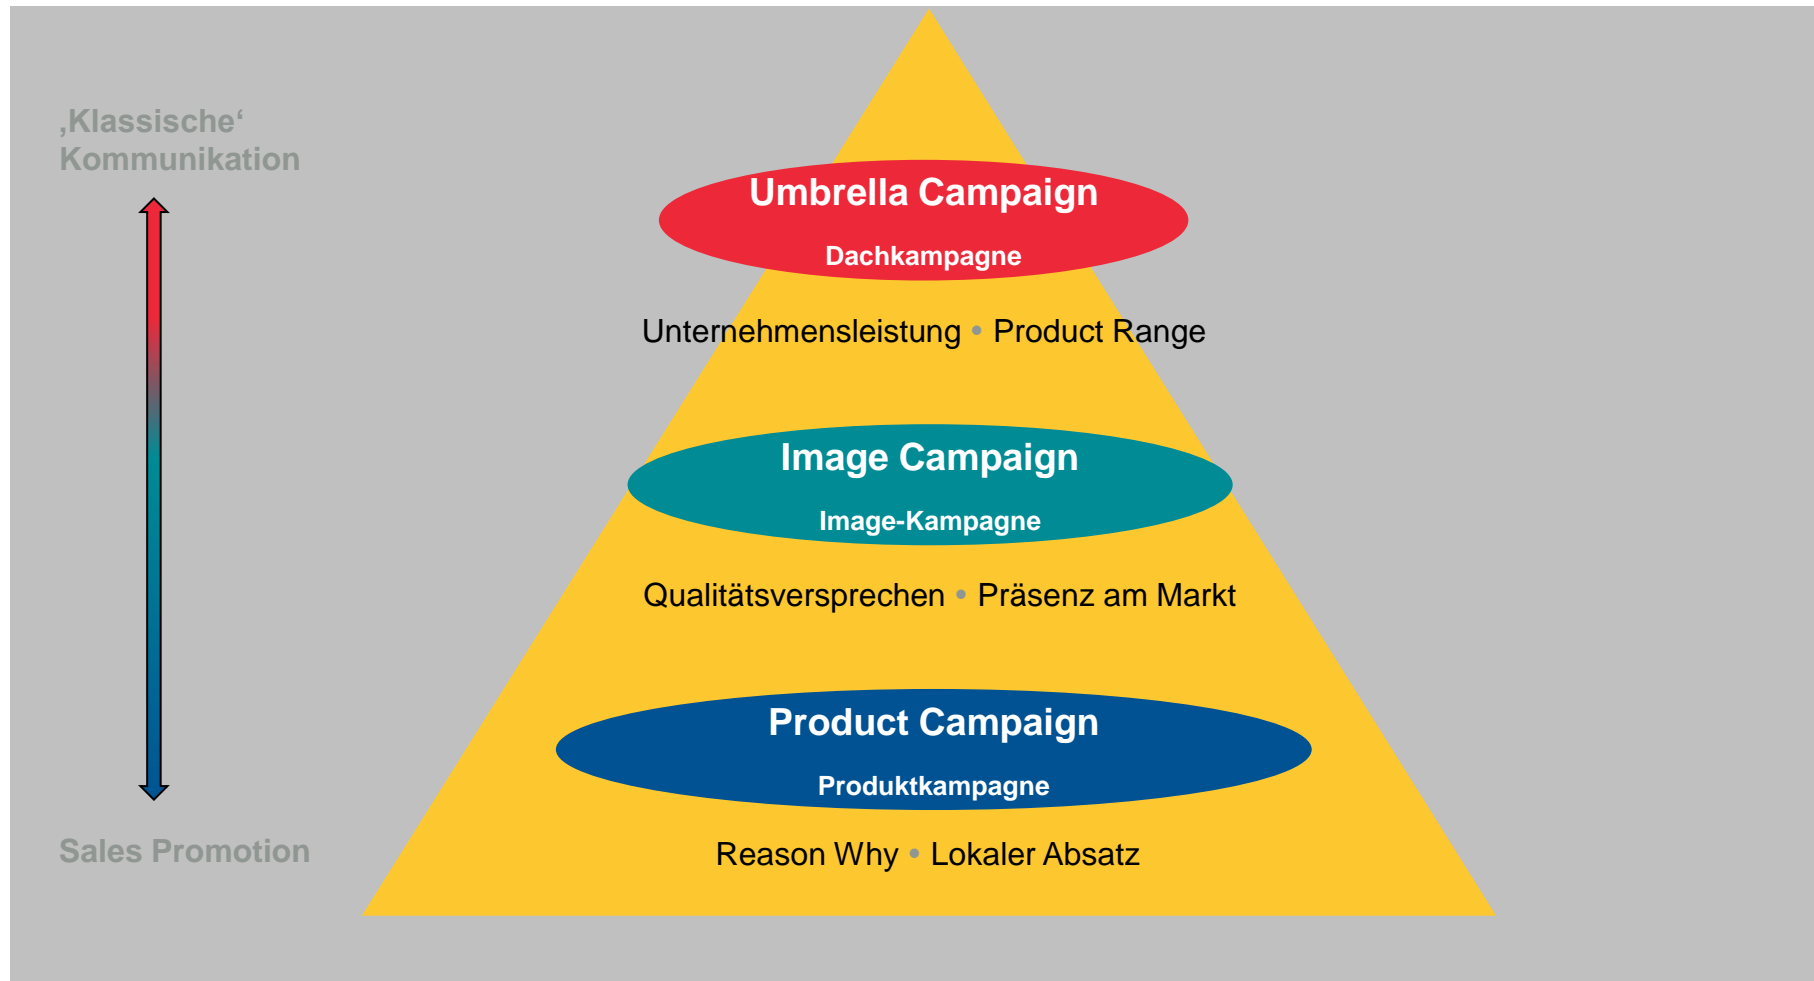 ‚Klassische‘
Kommunikation
Umbrella Campaign
Dachkampagne
Unternehmensleistung • Product Range
Image Campaign
Image-Kampagne
Qualitätsversprechen • Präsenz am Markt
Product Campaign
Produktkampagne
Sales Promotion
Reason Why • Lokaler Absatz